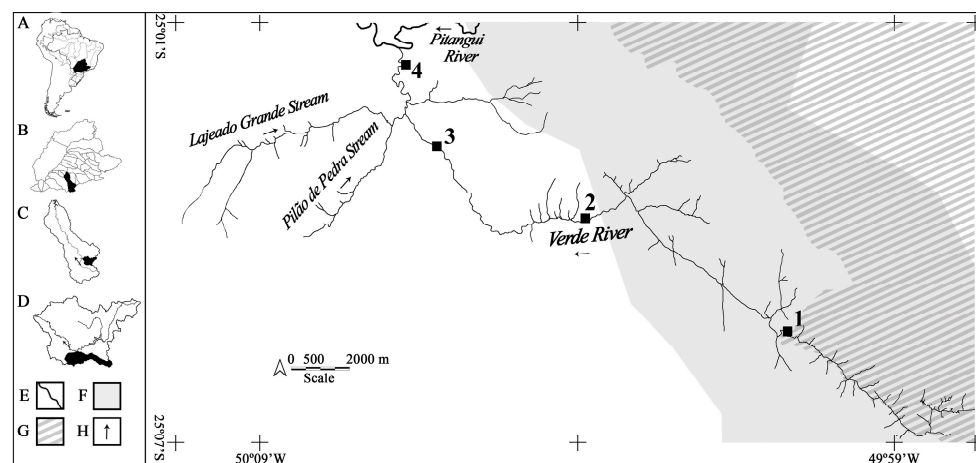 A
B
C
D
E
F
G
H
25°01'S
25°07'S
50°09'W
49°59'W
Pitangui
River
4
Lajeado Grande Stream
Pilão de Pedra Stream
3
2
Verde River
1
0 500 2000 m
Scale